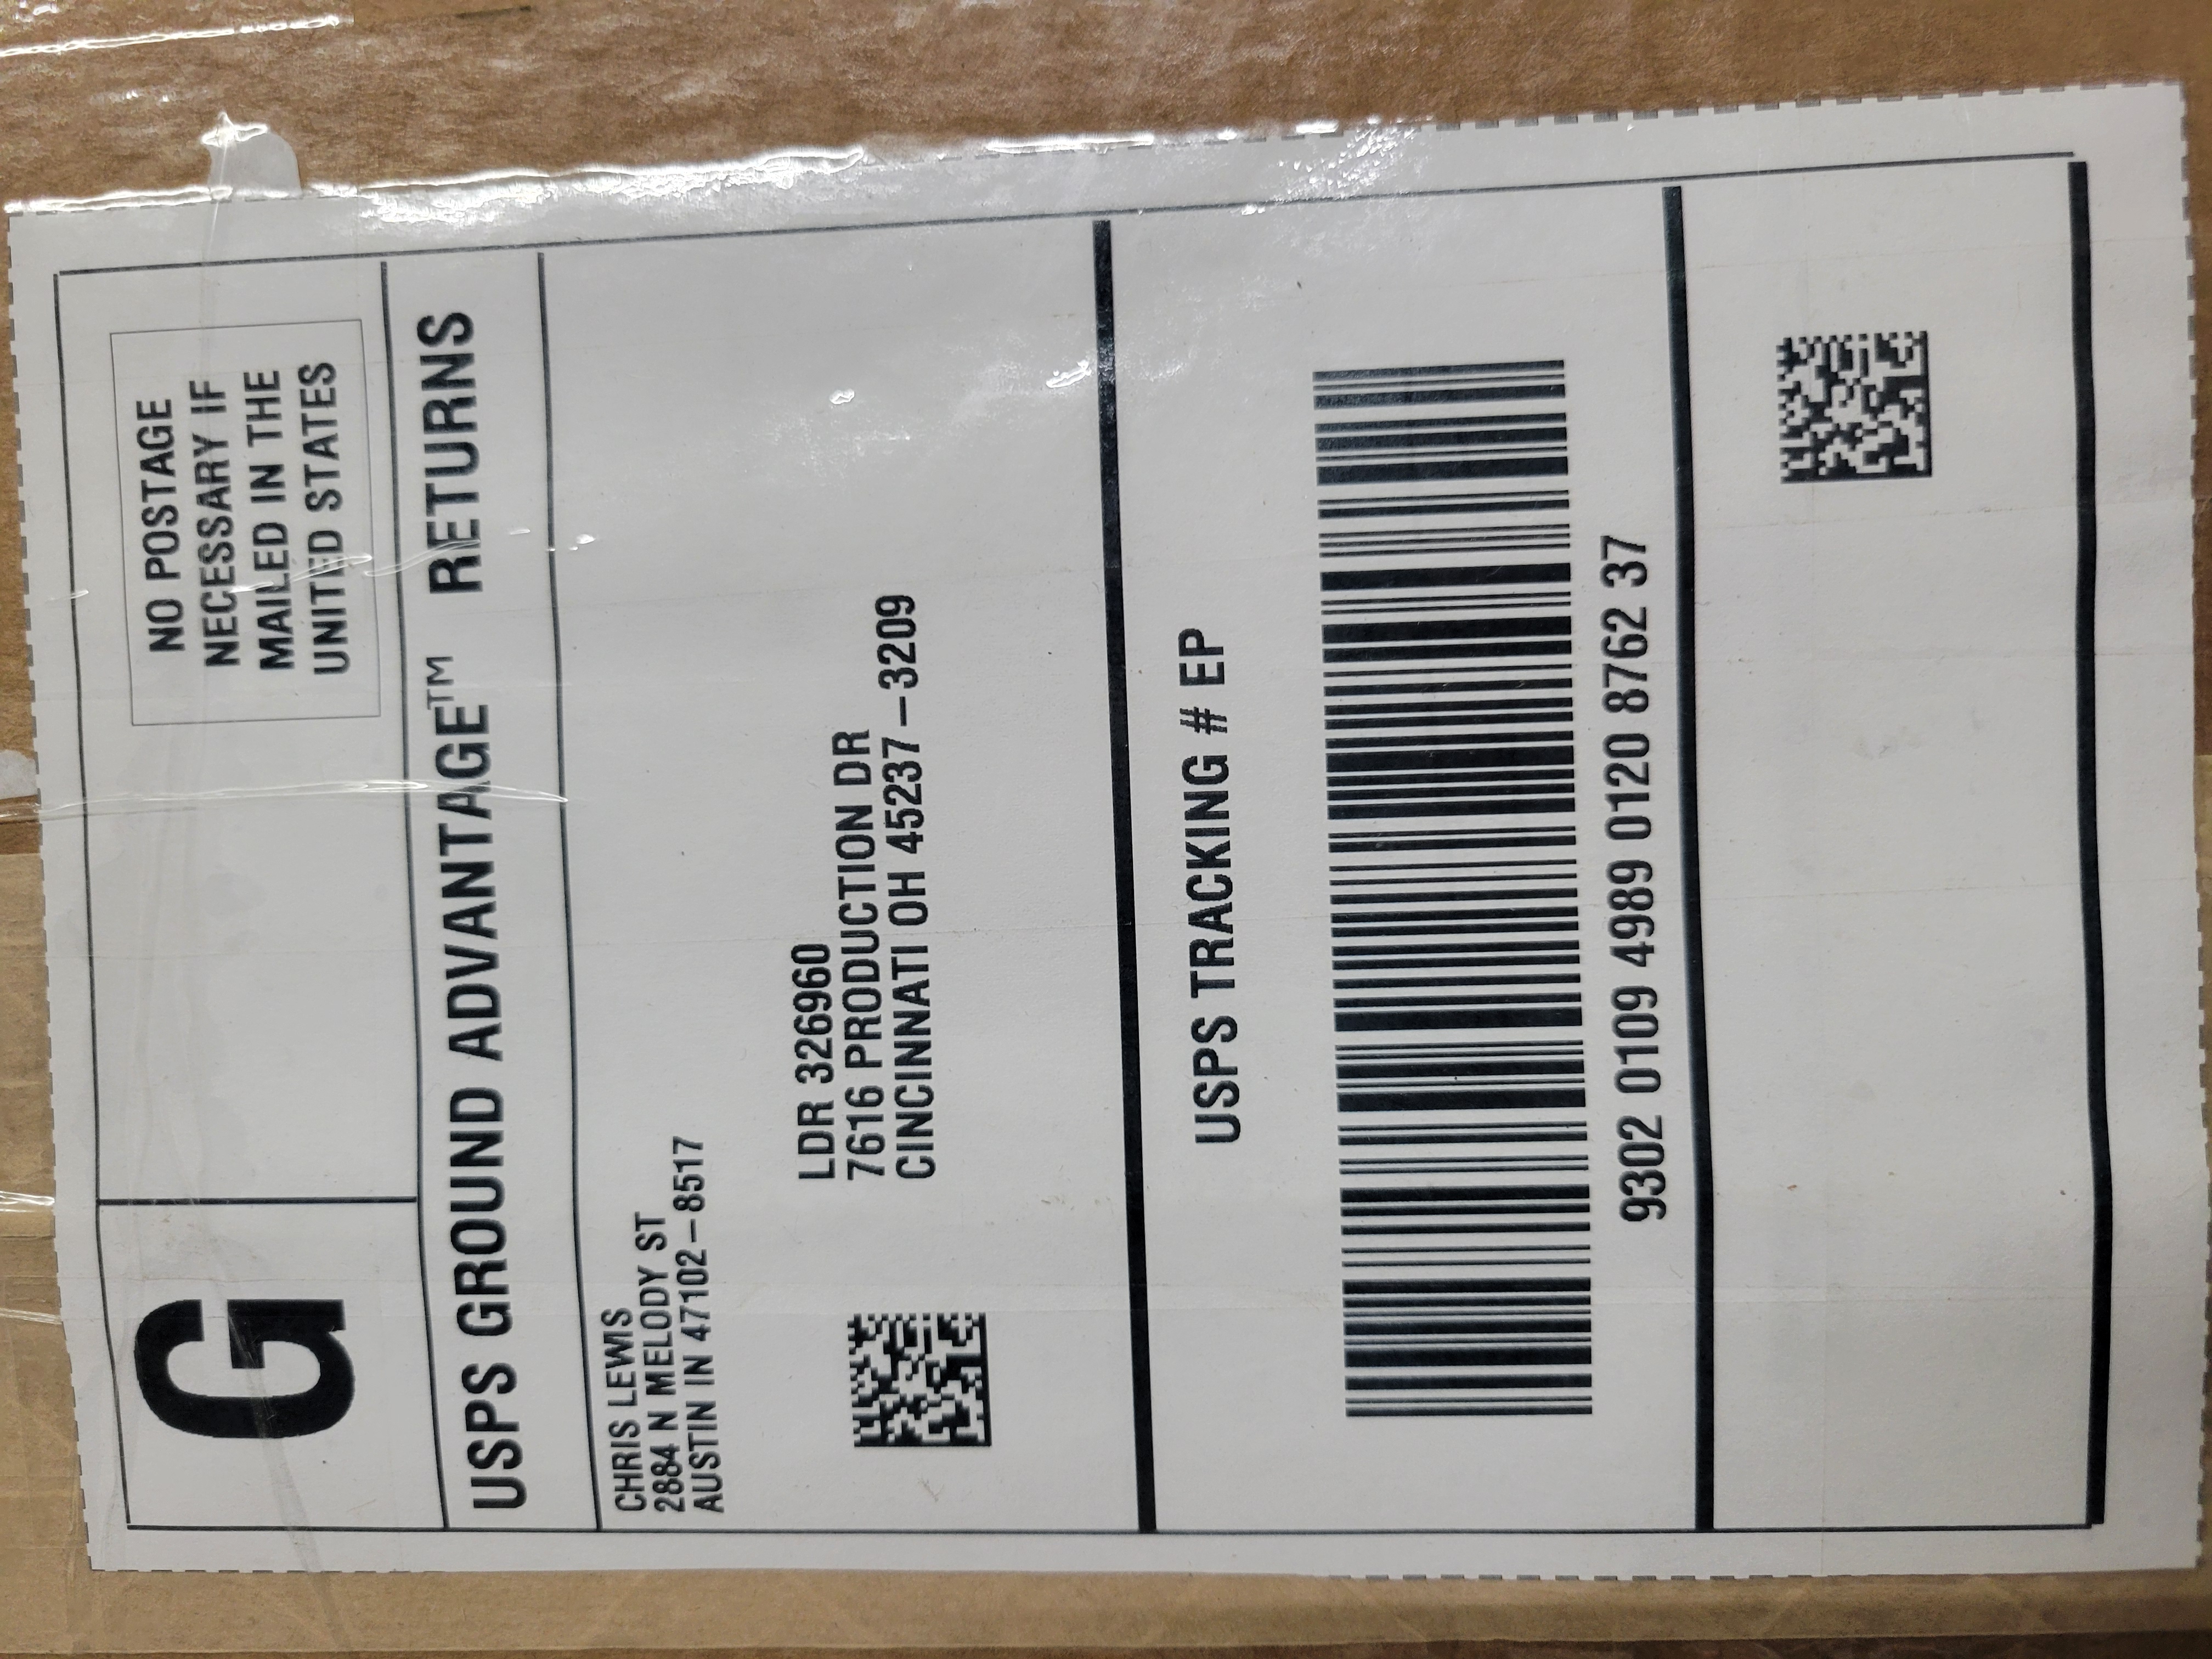 G
NO POSTAGE
NECESSARY IF
MAILED IN THE
UNITED STATES
USPS GROUND ADVANTAGE™ RETURNS
CHRIS LEWIS
2884 N MELODY ST
AUSTIN IN 47102-8517
LDR 326960
7616 PRODUCTION DR
CINCINNATI OH 45237-3209
USPS TRACKING # EP
9302 0109 4989 0120 8762 37